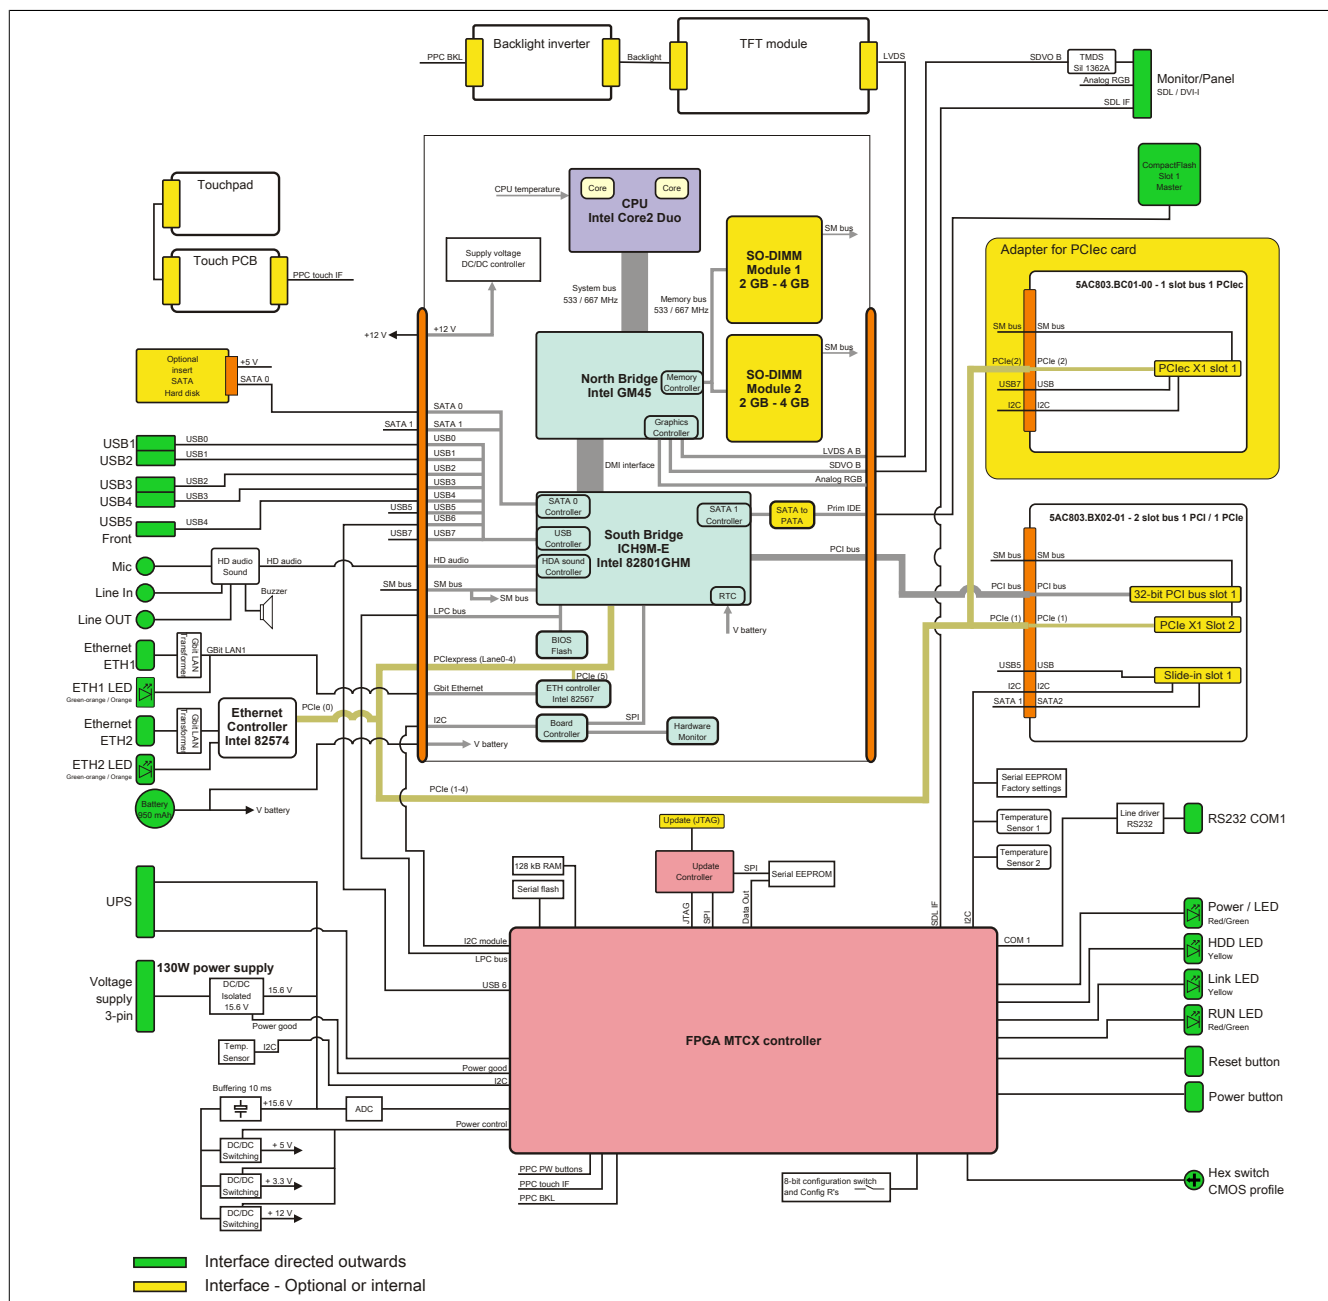 Backlight inverter
TFT module
PPC BKL
Backlight
LVDS
SDVO B
TMDS
Sil 1362A
Analog RGB
SDL IF
Monitor/Panel
SDL / DVI-I
CompactFlash
Slot 1
Master
Touchpad
Touch PCB
PPC touch IF
CPU temperature
Core
Core
CPU
Intel Core2 Duo
Supply voltage
DC/DC controller
System bus
533 / 667 MHz
Memory bus
533 / 667 MHz
SO-DIMM
Module 1
2 GB - 4 GB
SM bus
SO-DIMM
Module 2
2 GB - 4 GB
SM bus
+12 V
+12 V
North Bridge
Intel GM45
Memory
Controller
Graphics
Controller
Adapter for PCIec card
5AC803.BC01-00 - 1 slot bus 1 PCIec
SM bus
SM bus
PCIe(2)
PCIe (2)
PCIec X1 slot 1
USB7
USB
I2C
I2C
Optional
insert
SATA
Hard disk
+5 V
SATA 0
SATA 0
SATA 1
SATA 1
USB1
USB2
USB0
USB1
USB3
USB4
USB2
USB3
USB5
Front
USB4
USB0
USB1
USB2
USB3
USB4
USB5
USB5
USB6
USB7
USB7
DMI interface
LVDS A B
SDVO B
Analog RGB
SATA 0
Controller
SATA 1
Controller
SATA to
PATA
Prim IDE
USB
Controller
South Bridge
ICH9M-E
Intel 82801GHM
HDA sound
Controller
RTC
PCI bus
V battery
5AC803.BX02-01 - 2 slot bus 1 PCI / 1 PCIe
SM bus
SM bus
PCI bus
PCI bus
32-bit PCI bus slot 1
PCIe (1)
PCIe (1)
PCIe X1 Slot 2
USB5
USB
Slide-in slot 1
I2C
I2C
SATA 1
SATA2
Mic
Line In
Line OUT
HD audio
Sound
HD audio
HD audio
Buzzer
SM bus
SM bus
SM bus
LPC bus
BIOS
Flash
Ethernet
ETH1
Gbit LAN
Transformer
GBit LAN1
ETH1 LED
Green-orange / Orange
Ethernet
ETH2
Gbit LAN
Transformer
ETH2 LED
Green-orange / Orange
Ethernet
Controller
Intel 82574
PCIe (0)
PCIexpress (Lane0-4)
PCIe (5)
Gbit Ethernet
ETH controller
Intel 82567
I2C
Board
Controller
SPI
Hardware
Monitor
V battery
Battery
950 mAh
V battery
PCIe (1-4)
Serial EEPROM
Factory settings
Temperature
Sensor 1
Temperature
Sensor 2
Line driver
RS232
RS232 COM1
Update (JTAG)
Update
Controller
SPI
Serial EEPROM
JTAG
SPI
Data Out
128 kB RAM
Serial flash
SDL IF
I2C
UPS
I2C module
LPC bus
USB 6
COM 1
Power / LED
Red/Green
HDD LED
Yellow
Link LED
Yellow
RUN LED
Red/Green
Reset button
Power button
Voltage
supply
3-pin
130W power supply
DC/DC
Isolated
15.6 V
15.6 V
Power good
Temp.
Sensor
I2C
FPGA MTCX controller
Power good
I2C
Buffering 10 ms
+15.6 V
ADC
Power control
DC/DC
Switching
+ 5 V
DC/DC
Switching
+ 3.3 V
DC/DC
Switching
+ 12 V
PPC PW buttons
PPC touch IF
PPC BKL
8-bit configuration switch
and Config R's
Hex switch
CMOS profile
Interface directed outwards
Interface - Optional or internal